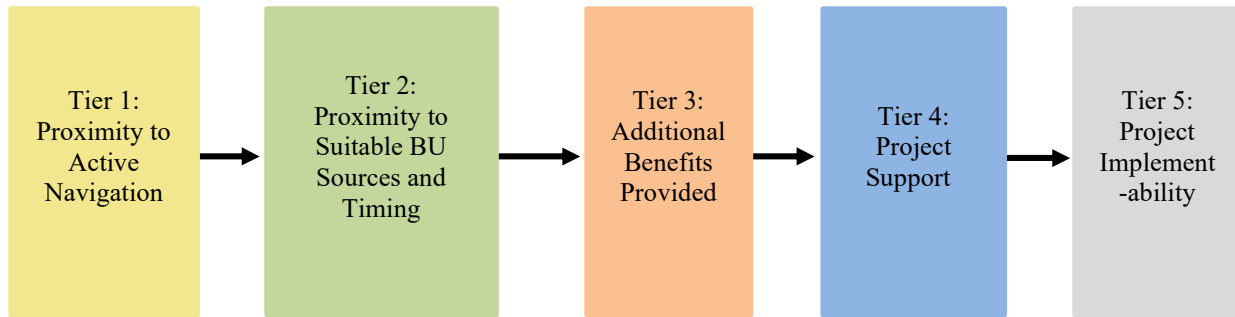 Tier 1:
Proximity to
Active
Navigation
Tier 2:
Proximity to
Suitable BU
Sources and
Timing
Tier 3:
Additional
Benefits
Provided
Tier 4:
Project
Support
Tier 5:
Project
Implement
-ability